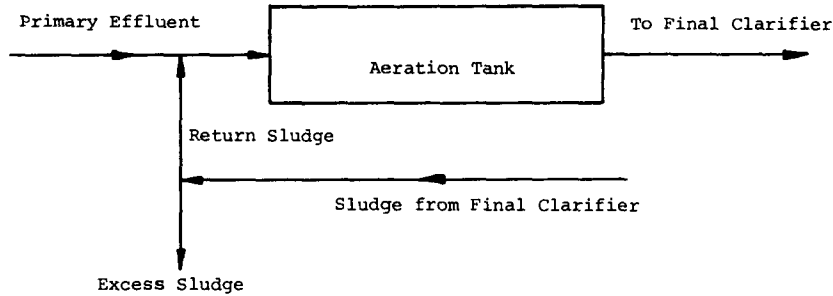 Primary Effluent
To Final Clarifier
Aeration Tank
Return Sludge
Sludge from Final Clarifier
Excess Sludge